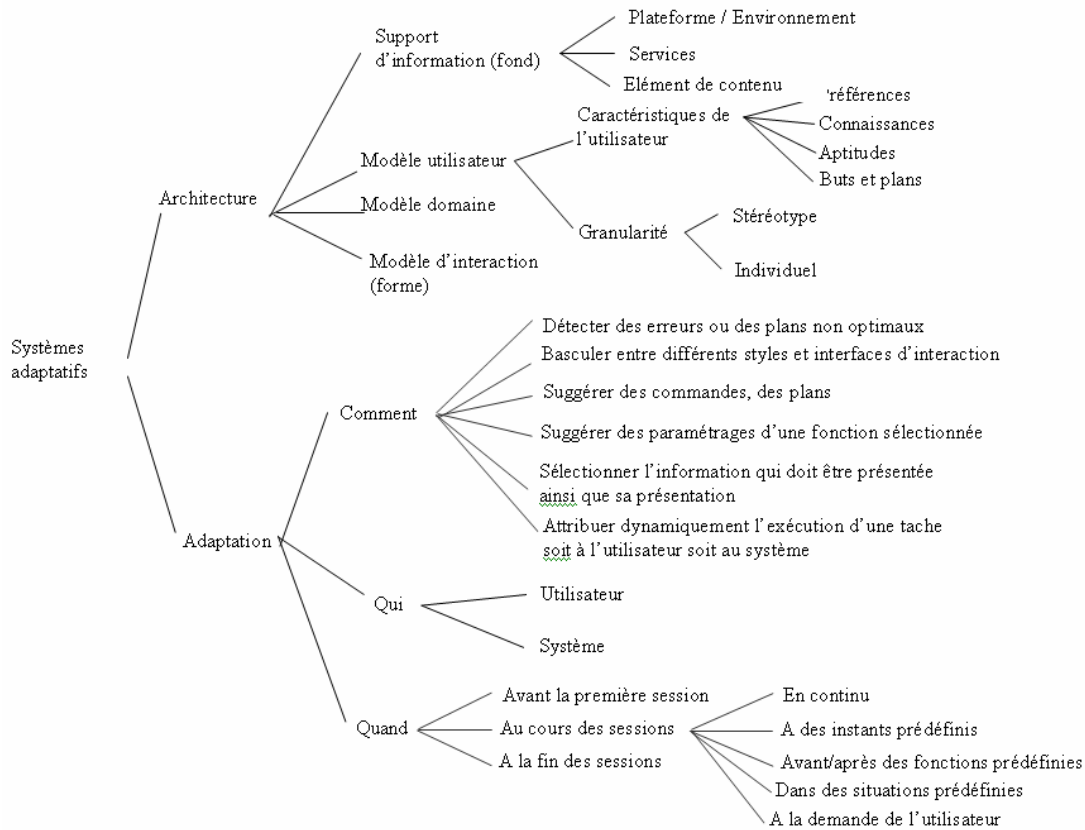 Systèmes
adaptatifs
Architecture
Support
d'information (fond)
Plateforme / Environnement
Services
Elément de contenu
Modèle utilisateur
Caractéristiques de
l'utilisateur
'références
Connaissances
Aptitudes
Buts et plans
Granularité
Stéréotype
Individuel
Modèle domaine
Modèle d'interaction
(forme)
Adaptation
Comment
Détecter des erreurs ou des plans non optimaux
Basculer entre différents styles et interfaces d'interaction
Suggérer des commandes, des plans
Suggérer des paramétrages d'une fonction sélectionnée
Sélectionner l'information qui doit être présentée
ainsi que sa présentation
Attribuer dynamiquement l'exécution d'une tache
soit à l'utilisateur soit au système
Qui
Utilisateur
Système
Quand
Avant la première session
Au cours des sessions
A la fin des sessions
En continu
A des instants prédéfinis
Avant/après des fonctions prédéfinies
Dans des situations prédéfinies
A la demande de l'utilisateur